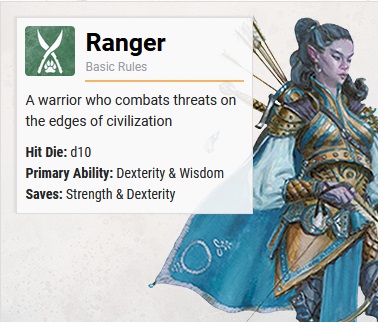 Ranger
Basic Rules
A warrior who combats threats on
the edges of civilization
Hit Die: d10
Primary Ability: Dexterity & Wisdom
Saves: Strength & Dexterity